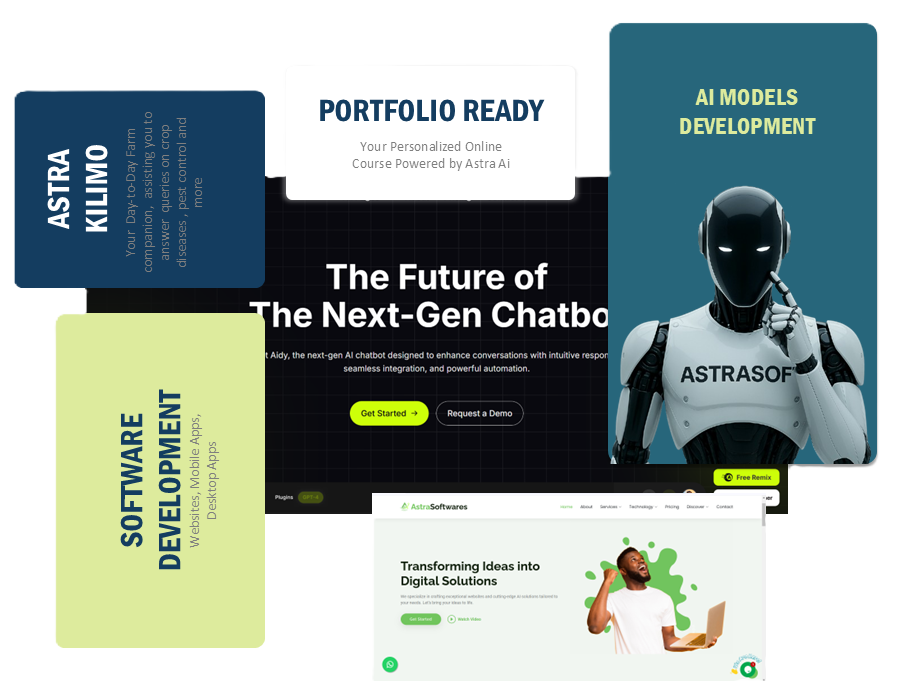 ASTRA
KILIMO
Your Day-to-Day Farm
companion, assisting you to
answer queries on crop
diseases , pest control and
more
PORTFOLIO READY
Your Personalized Online
Course Powered by Astra Ai
AI MODELS
DEVELOPMENT
ASTRASOF
The Future of
The Next-Gen Chatbo
t Aidy, the next-gen AI chatbot designed to enhance conversations with intuitive respon
seamless integration, and powerful automation.
Get Started → Request a Demo
Plugins GPT-4
Free Remix
SOFTWARE
DEVELOPMENT
Websites, Mobile Apps,
Desktop Apps
AstraSoftwares Home About Services Technology Pricing Discover Contact
Transforming Ideas into
Digital Solutions
We specialize in crafting exceptional websites and cutting-edge AI solutions tailored to
your needs. Let's bring your ideas to life.
Get Started Watch Video